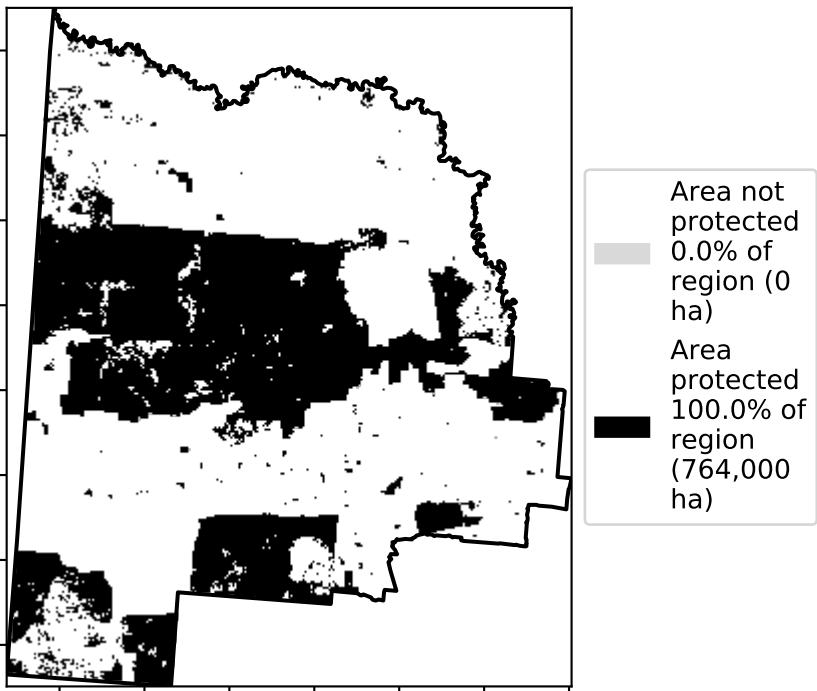 Area not
protected
0.0% of
region (0
ha)
Area
protected
100.0% of
region
(764,000
ha)